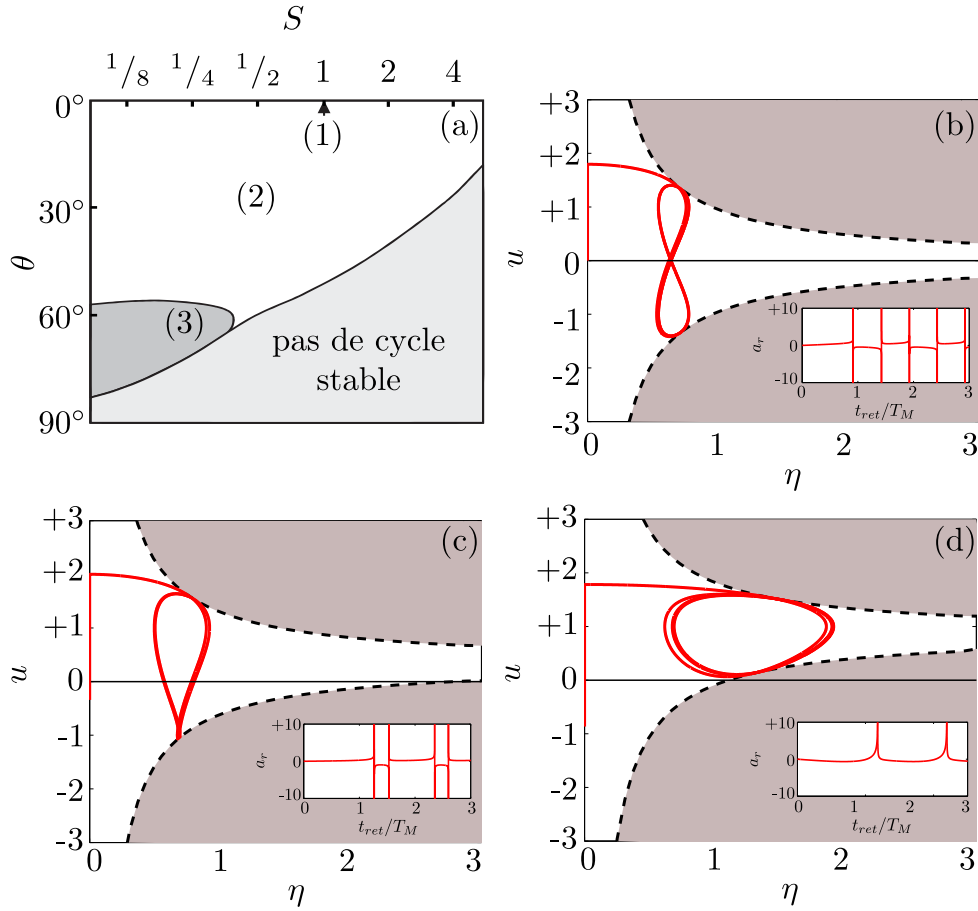 S
1/8 1/4 1/2 1 2 4
0°
30°
60°
90°
θ
(1)
(a)
(2)
(3)
pas de cycle
stable
(b)
+3
+2
+1
0
-1
-2
-3
u
0 1 2 3
η
+10
0
-10
a_r
0 1 2 3
t_ret/T_M
(c)
+3
+2
+1
0
-1
-2
-3
u
0 1 2 3
η
+10
0
-10
a_r
0 1 2 3
t_ret/T_M
(d)
+3
+2
+1
0
-1
-2
-3
u
0 1 2 3
η
+10
0
-10
a_r
0 1 2 3
t_ret/T_M